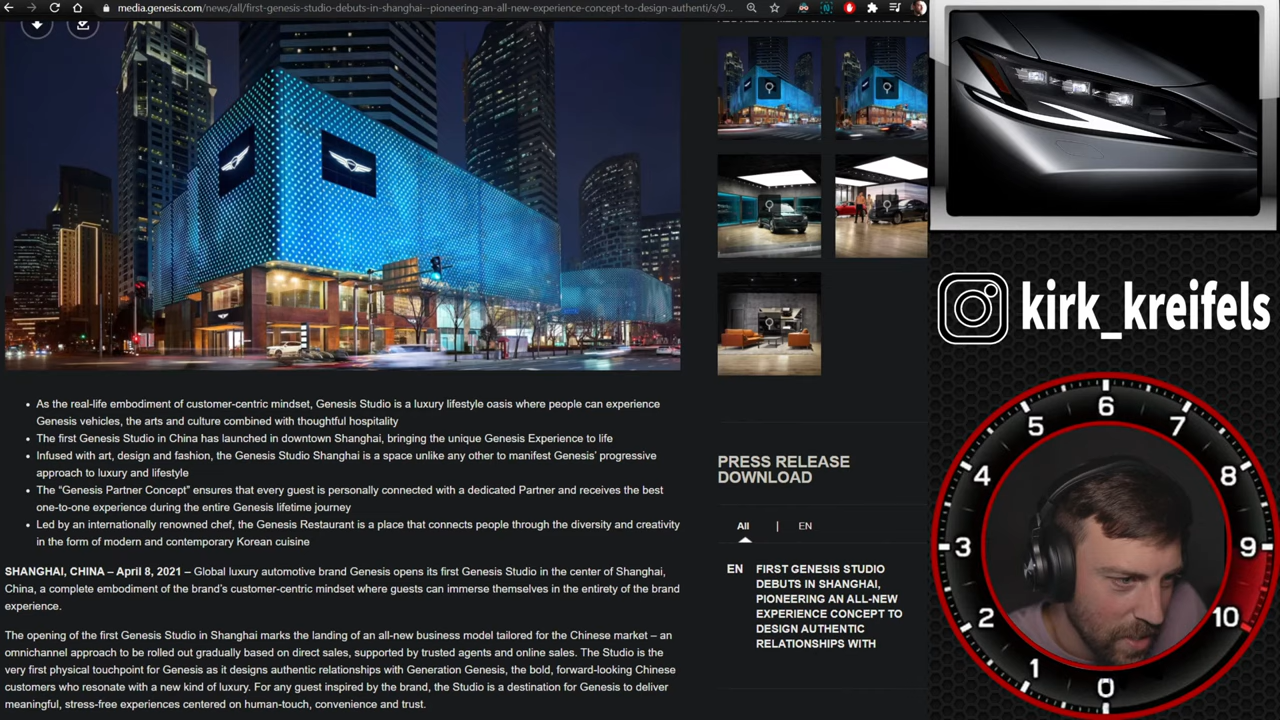 media.genesis.com/news/all/first-genesis-studio-debuts-in-shanghai--pioneering-an-all-new-experience-concept-to-design-authenti/s/9...
As the real-life embodiment of customer-centric mindset, Genesis Studio is a luxury lifestyle oasis where people can experience
Genesis vehicles, the arts and culture combined with thoughtful hospitality
The first Genesis Studio in China has launched in downtown Shanghai, bringing the unique Genesis Experience to life
Infused with art, design and fashion, the Genesis Studio Shanghai is a space unlike any other to manifest Genesis' progressive
approach to luxury and lifestyle
The “Genesis Partner Concept” ensures that every guest is personally connected with a dedicated Partner and receives the best
one-to-one experience during the entire Genesis lifetime journey
Led by an internationally renowned chef, the Genesis Restaurant is a place that connects people through the diversity and creativity
in the form of modern and contemporary Korean cuisine
SHANGHAI, CHINA – April 8, 2021 – Global luxury automotive brand Genesis opens its first Genesis Studio in the center of Shanghai,
China, a complete embodiment of the brand's customer-centric mindset where guests can immerse themselves in the entirety of the brand
experience.
The opening of the first Genesis Studio in Shanghai marks the landing of an all-new business model tailored for the Chinese market – an
omnichannel approach to be rolled out gradually based on direct sales, supported by trusted agents and online sales. The Studio is the
very first physical touchpoint for Genesis as it designs authentic relationships with Generation Genesis, the bold, forward-looking Chinese
customers who resonate with a new kind of luxury. For any guest inspired by the brand, the Studio is a destination for Genesis to deliver
meaningful, stress-free experiences centered on human-touch, convenience and trust.
PRESS RELEASE
DOWNLOAD
All | EN
EN FIRST GENESIS STUDIO
DEBUTS IN SHANGHAI,
PIONEERING AN ALL-NEW
EXPERIENCE CONCEPT TO
DESIGN AUTHENTIC
RELATIONSHIPS WITH
kirk_kreifels
6
5 7
4 8
3 9
2 10
1
0